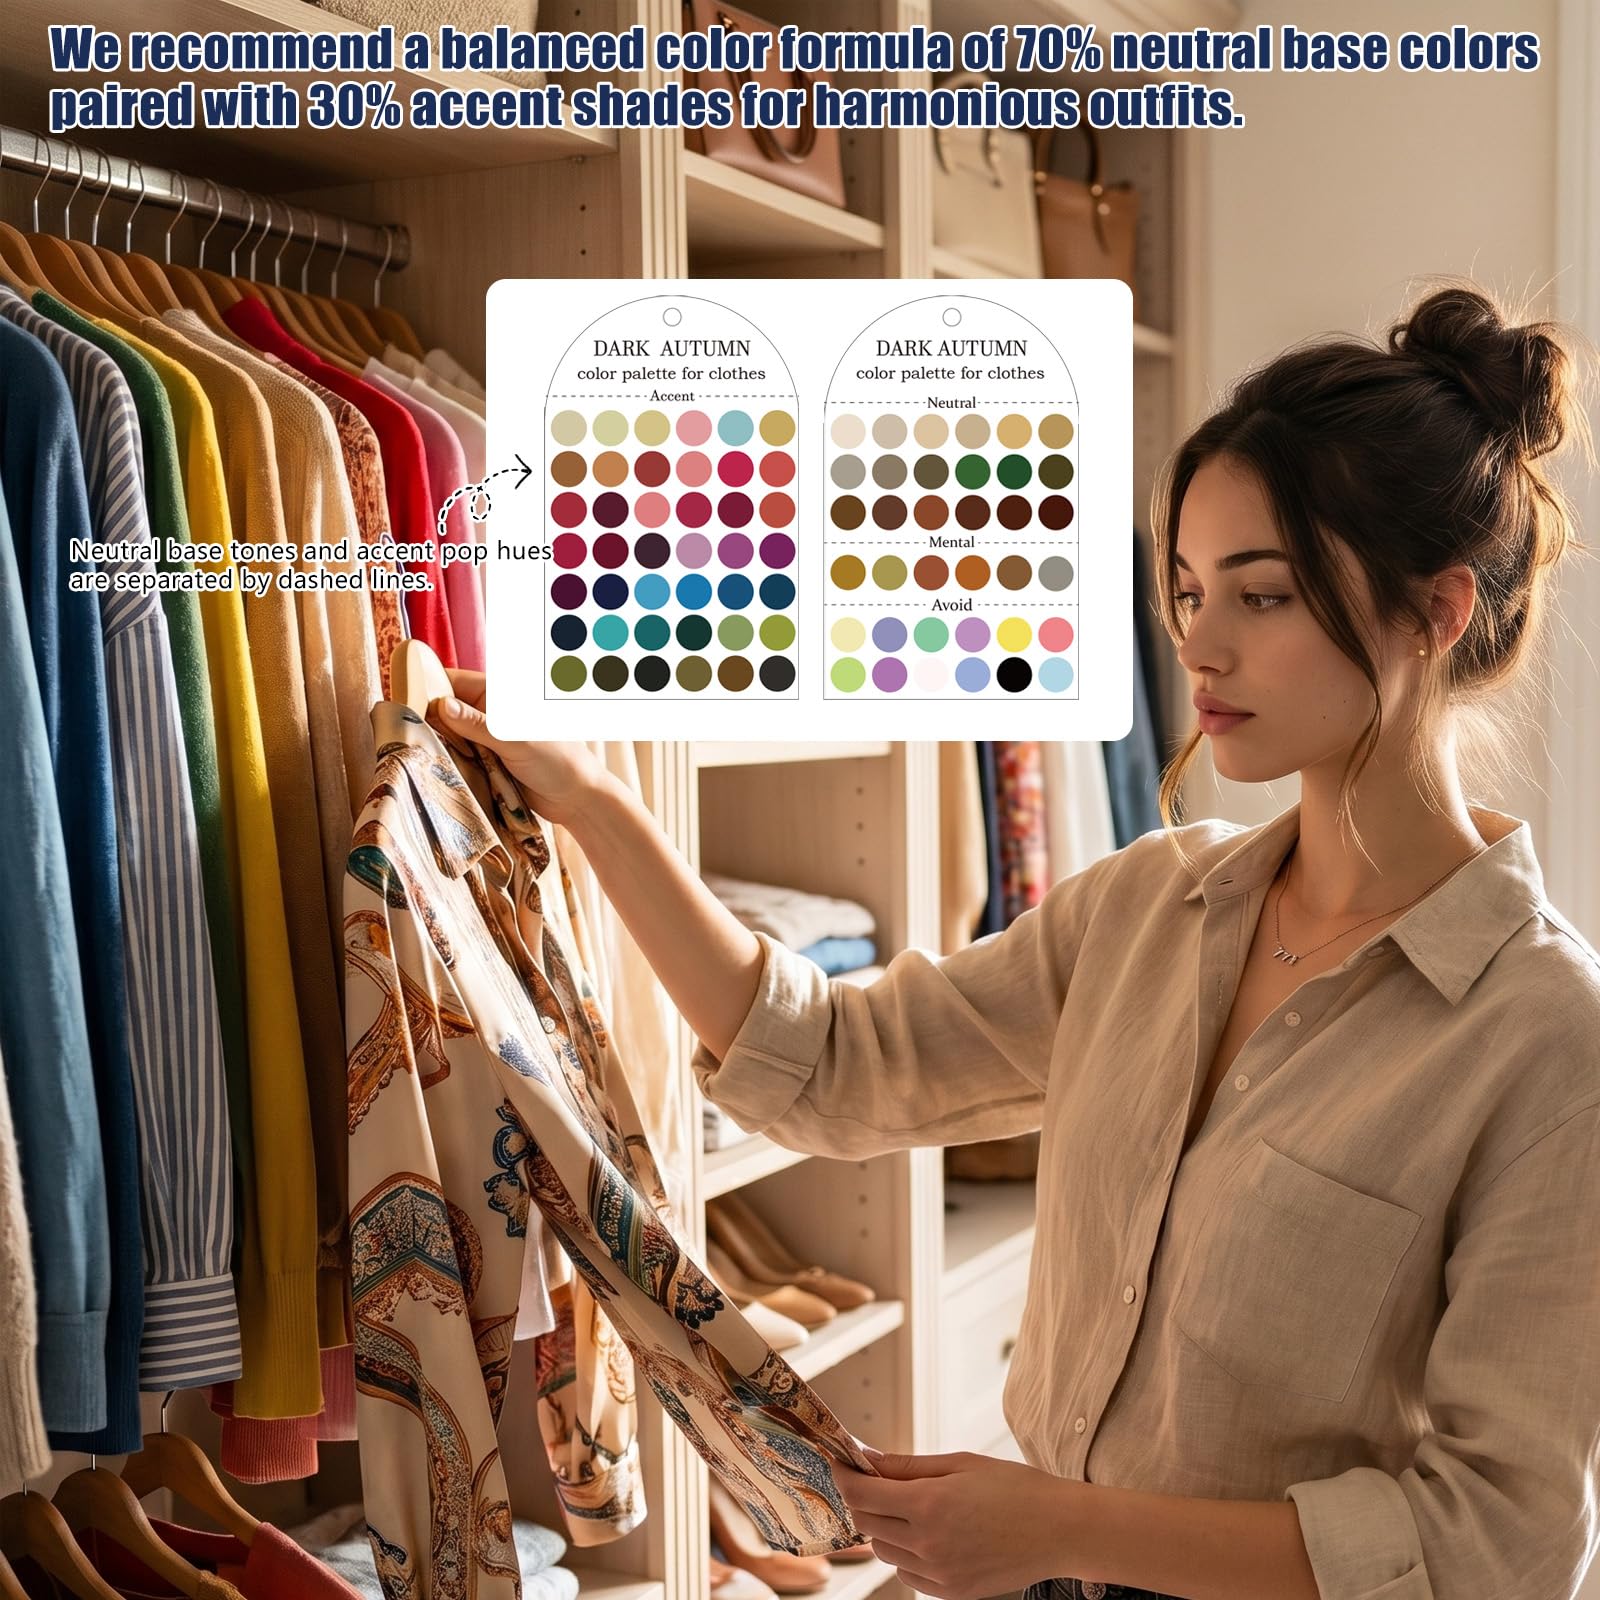 We recommend a balanced color formula of 70% neutral base colors
paired with 30% accent shades for harmonious outfits.
DARK AUTUMN
color palette for clothes
Accent
DARK AUTUMN
color palette for clothes
Neutral
Mental
Avoid
Neutral base tones and accent pop hues
are separated by dashed lines.